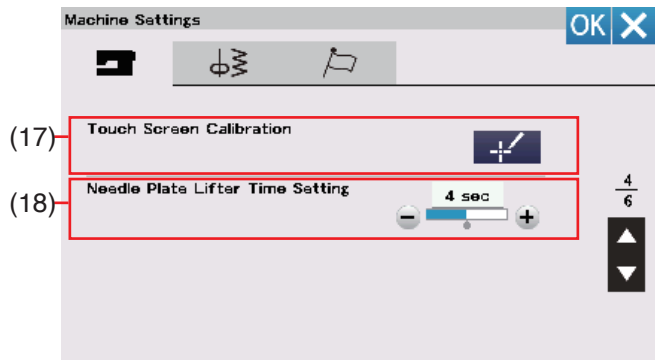 Machine Settings
OK
(17)
Touch Screen Calibration
(18)
Needle Plate Lifter Time Setting
4 sec
4
6